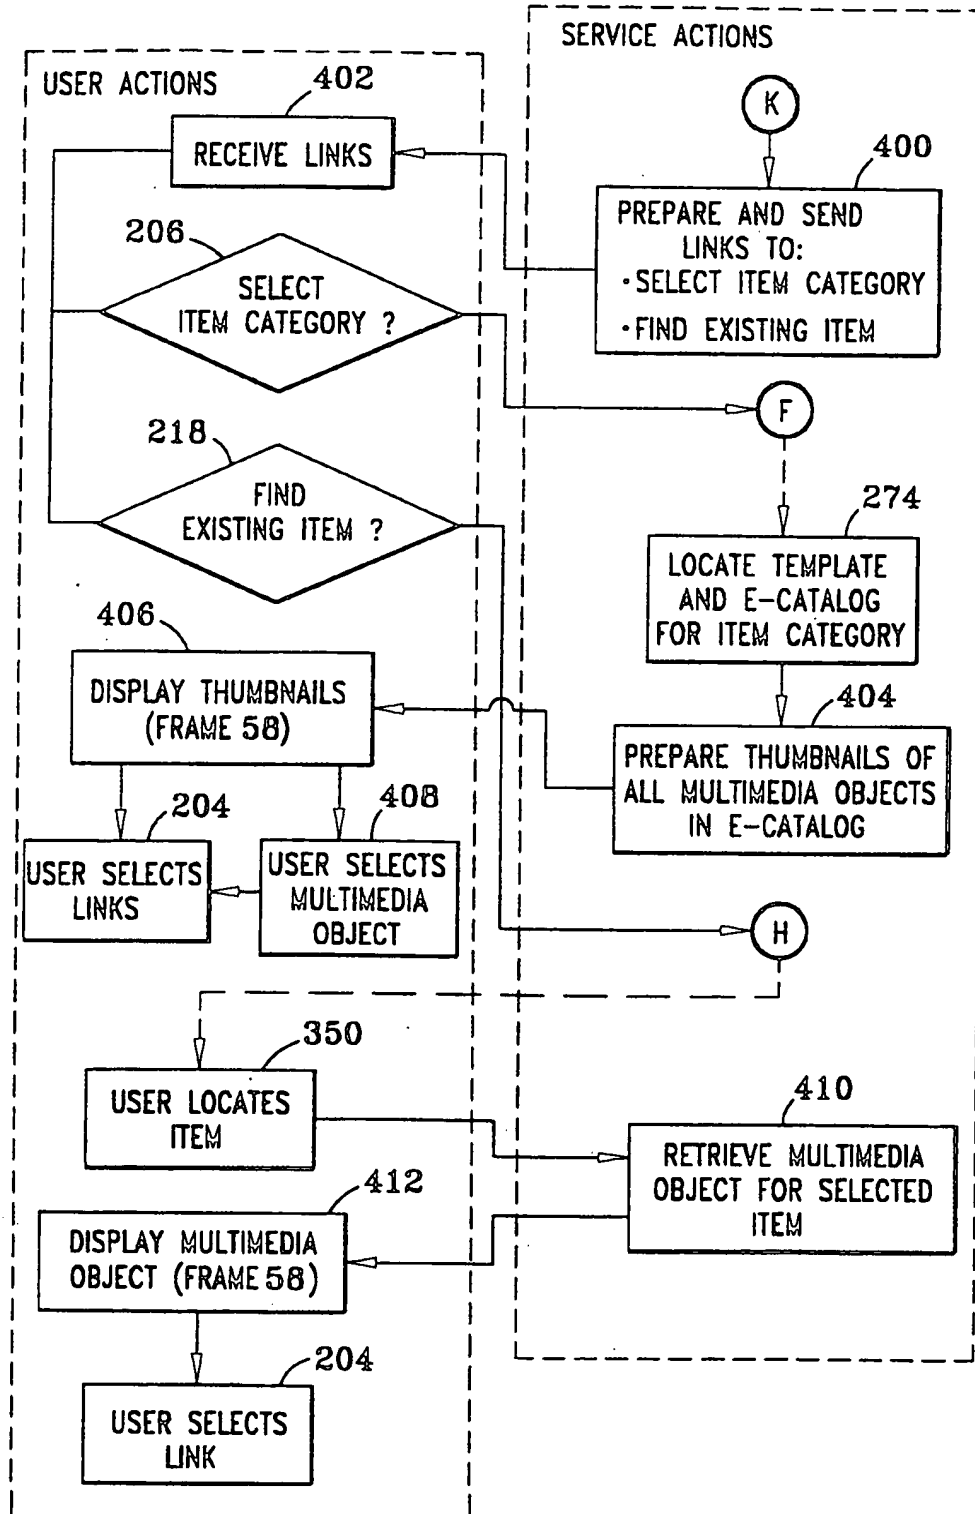 SERVICE ACTIONS
USER ACTIONS
402
K
RECEIVE LINKS
400
PREPARE AND SEND
LINKS TO:
·SELECT ITEM CATEGORY
·FIND EXISTING ITEM
206
SELECT
ITEM CATEGORY ?
F
218
FIND
EXISTING ITEM ?
274
LOCATE TEMPLATE
AND E-CATALOG
FOR ITEM CATEGORY
406
DISPLAY THUMBNAILS
(FRAME 58)
404
PREPARE THUMBNAILS OF
ALL MULTIMEDIA OBJECTS
IN E-CATALOG
204
USER SELECTS
LINKS
408
USER SELECTS
MULTIMEDIA
OBJECT
H
350
USER LOCATES
ITEM
410
RETRIEVE MULTIMEDIA
OBJECT FOR SELECTED
ITEM
412
DISPLAY MULTIMEDIA
OBJECT (FRAME 58)
204
USER SELECTS
LINK